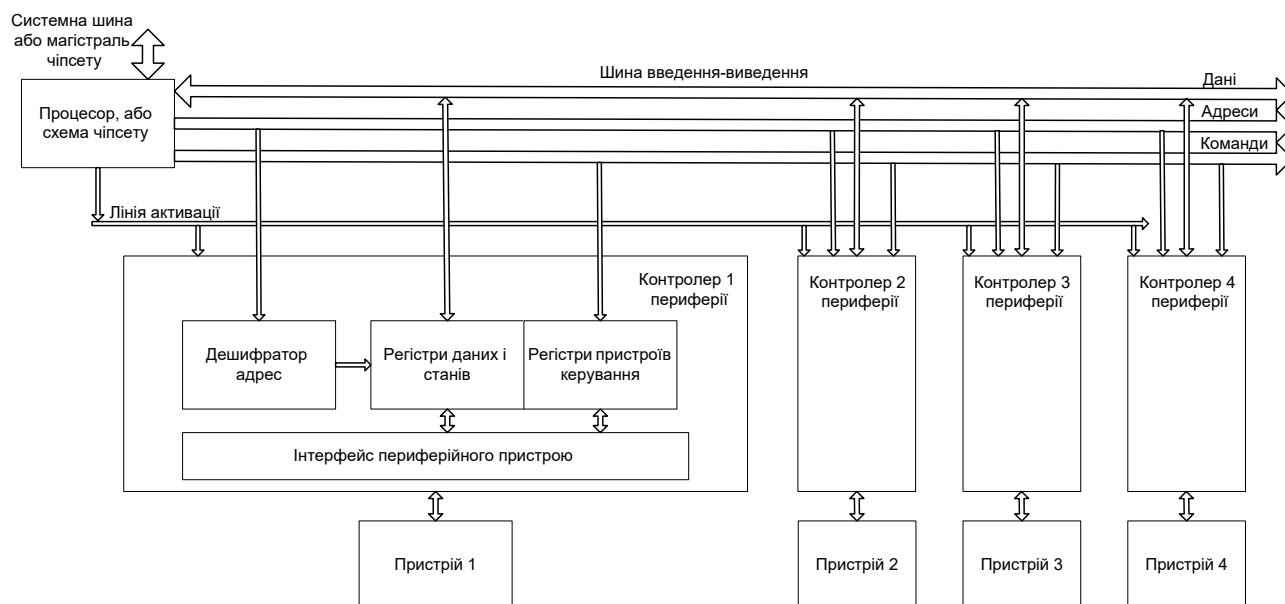 Системна шина
або магістраль
чіпсету
Шина введення-виведення
Дані
Процесор, або
схема чіпсету
Адреси
Команди
Лінія активації
Контролер 1
периферії
Контролер 2
периферії
Контролер 3
периферії
Контролер 4
периферії
Дешифратор
адрес
Регістри даних і
станів
Регістри пристроїв
керування
Інтерфейс периферійного пристрою
Пристрій 1
Пристрій 2
Пристрій 3
Пристрій 4